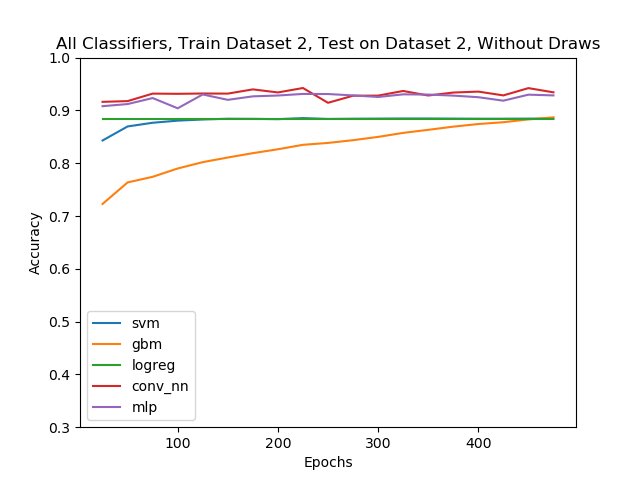 All Classifiers, Train Dataset 2, Test on Dataset 2, Without Draws
1.0
0.9
0.8
0.7
0.6
0.5
0.4
0.3
Accuracy
svm
gbm
logreg
conv_nn
mlp
100 200 300 400
Epochs